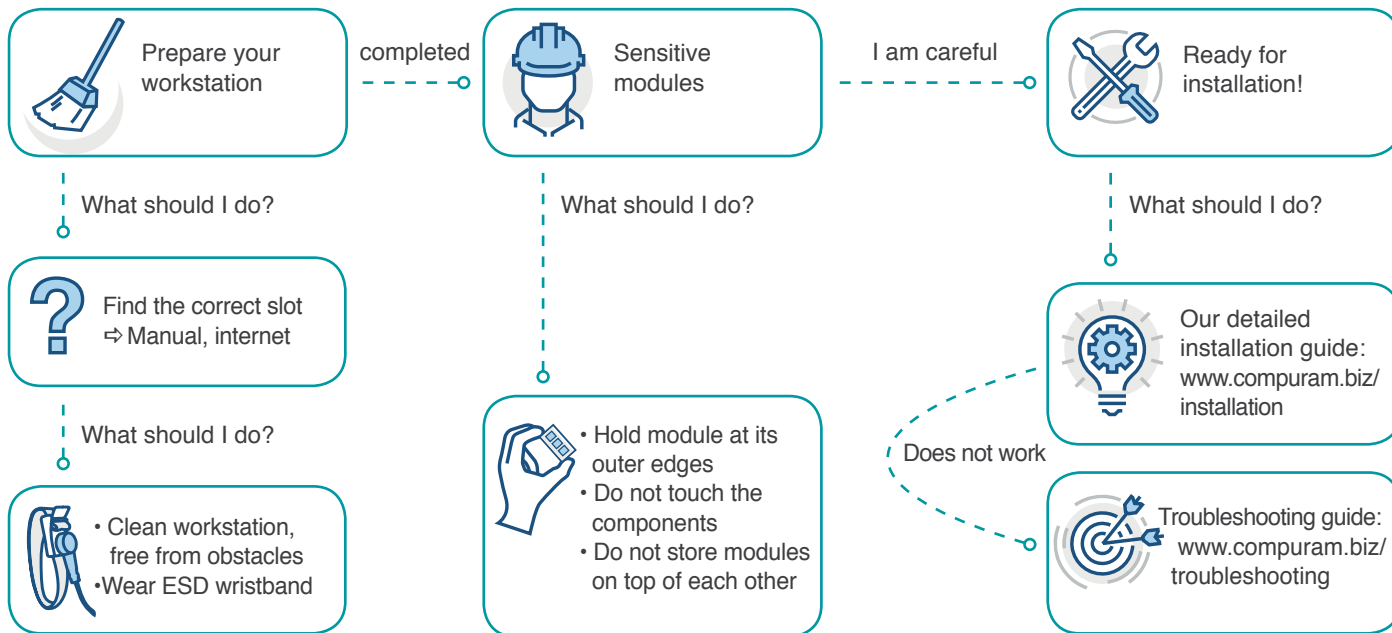 Prepare your
workstation
completed
Sensitive
modules
I am careful
Ready for
installation!
What should I do?
What should I do?
What should I do?
Find the correct slot
⇨ Manual, internet
What should I do?
• Clean workstation,
free from obstacles
•Wear ESD wristband
• Hold module at its
outer edges
• Do not touch the
components
• Do not store modules
on top of each other
Our detailed
installation guide:
www.compuram.biz/
installation
Does not work
Troubleshooting guide:
www.compuram.biz/
troubleshooting